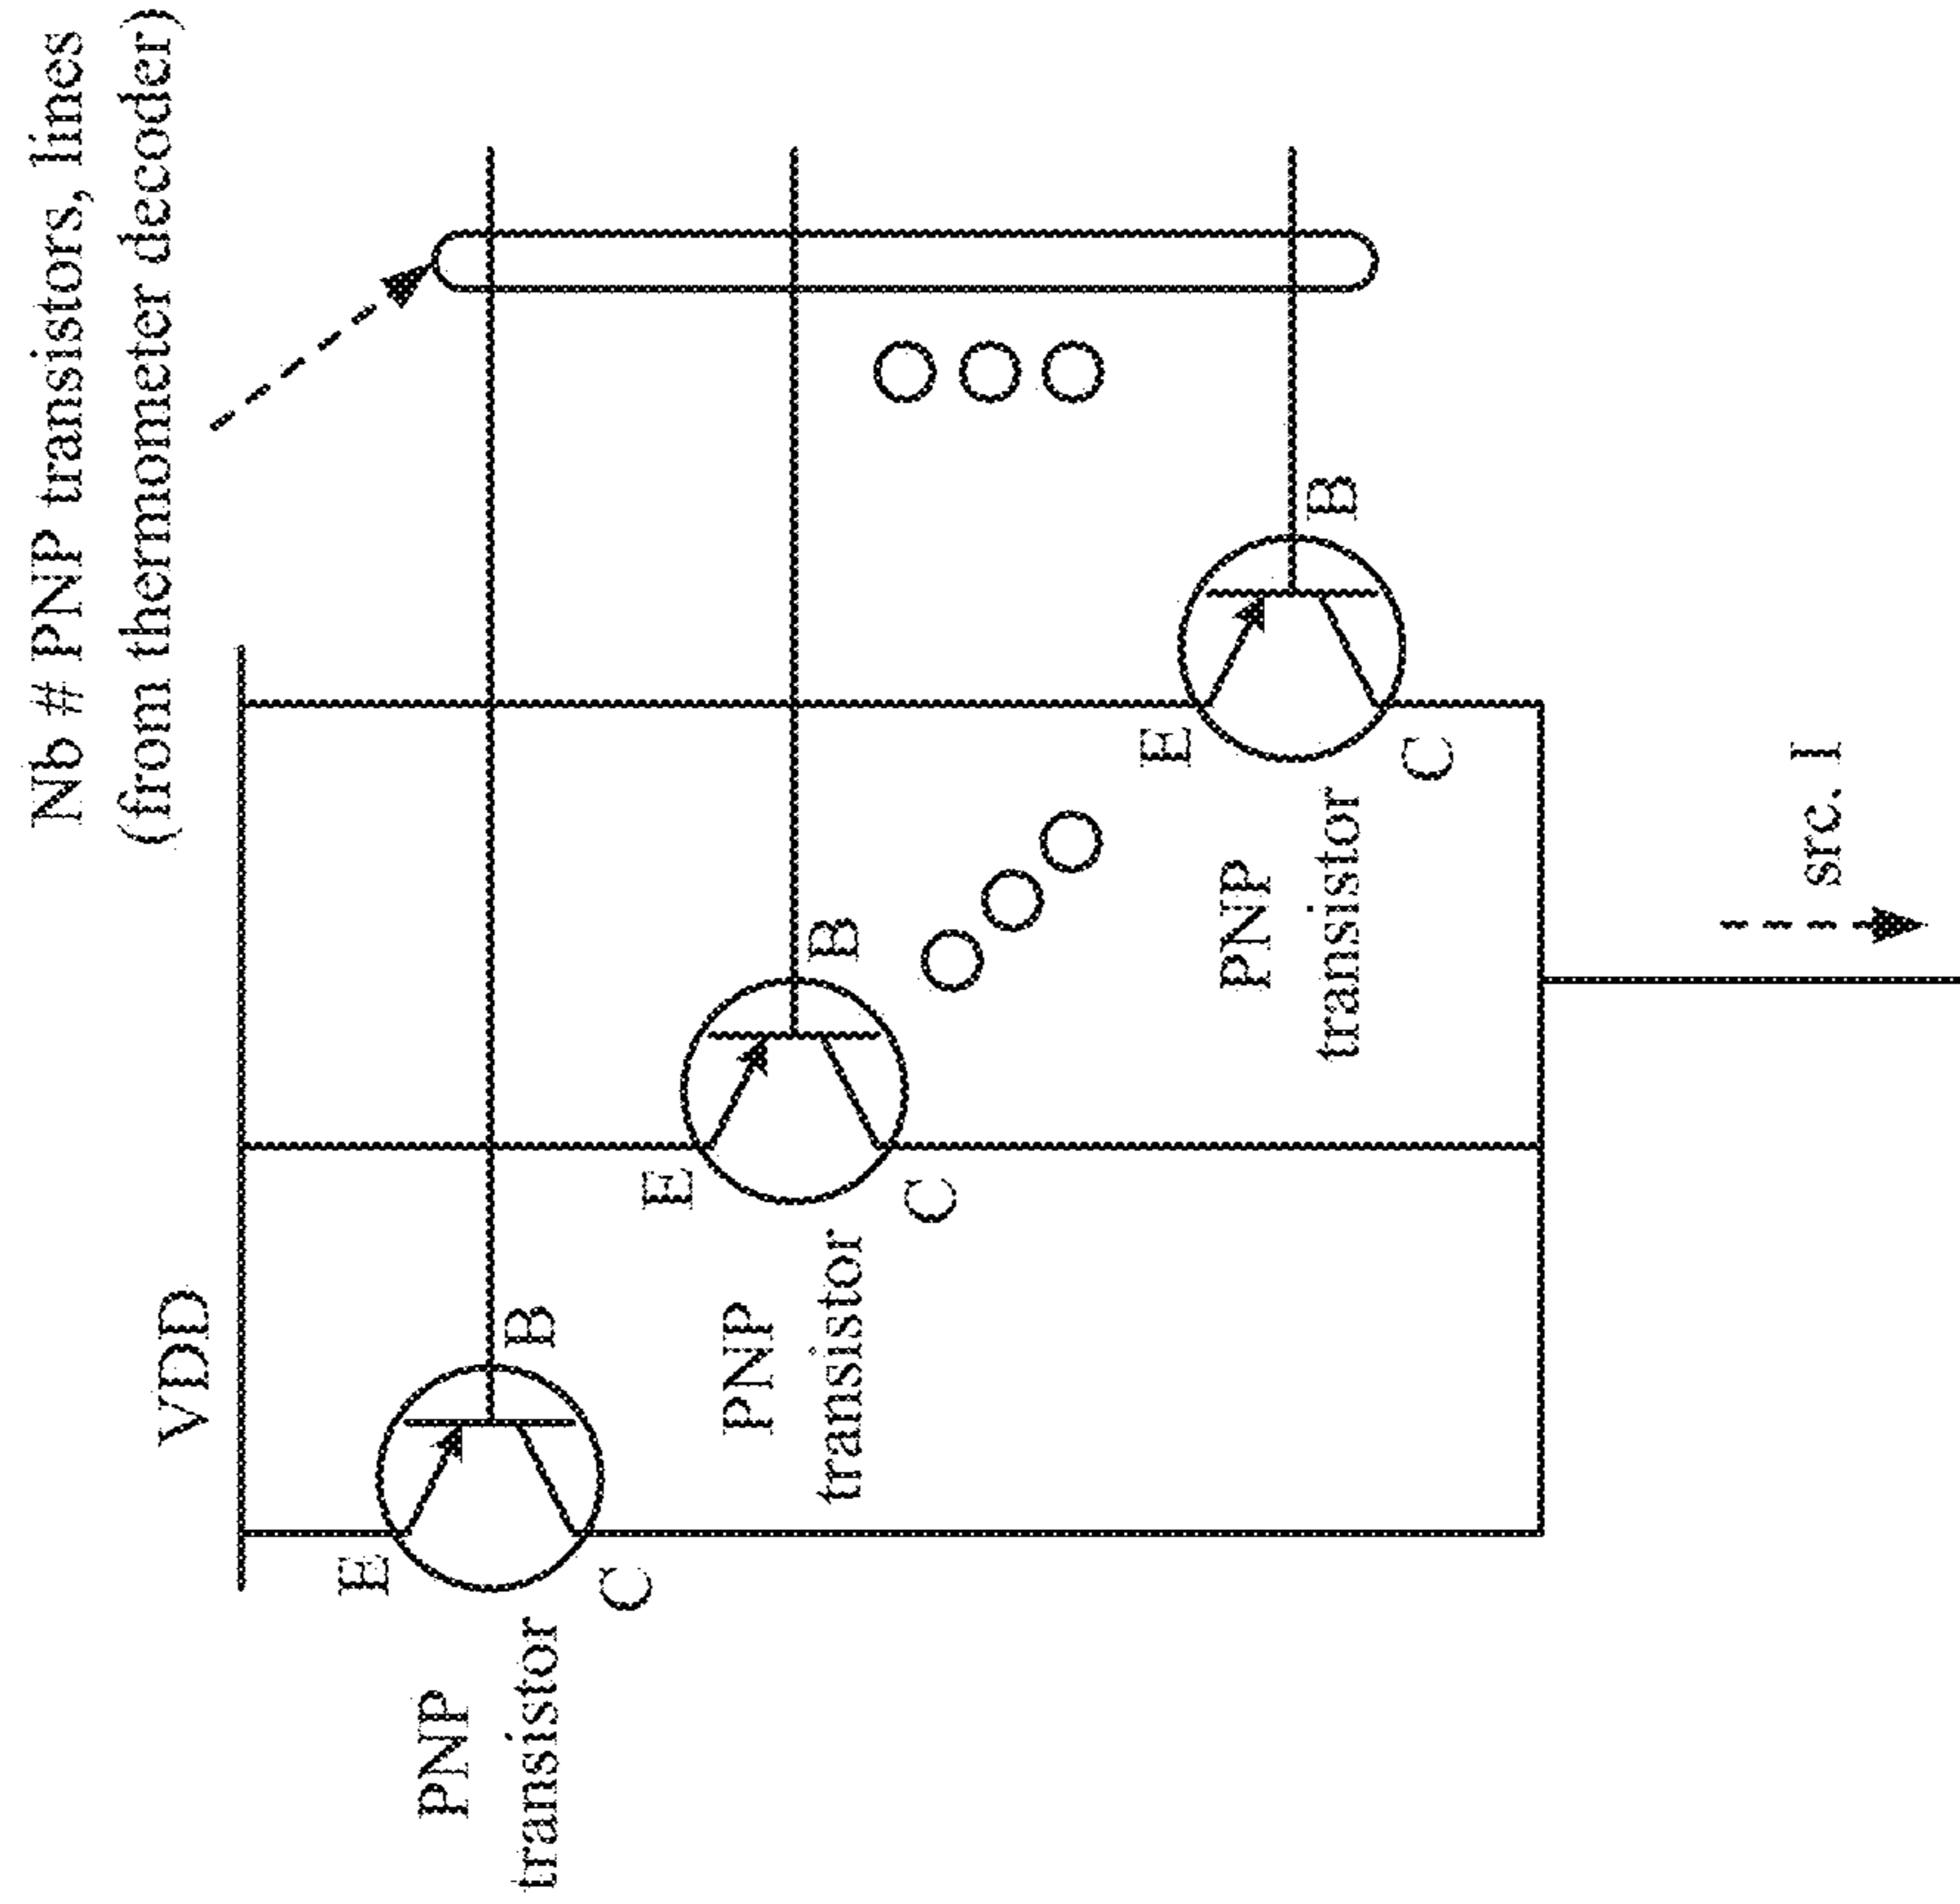 Nb # PNP transistors, lines
(from thermometer decoder)
VDD
E
B
C
PNP
transistor
E
B
C
PNP
transistor
E
B
C
PNP
transistor
src. I